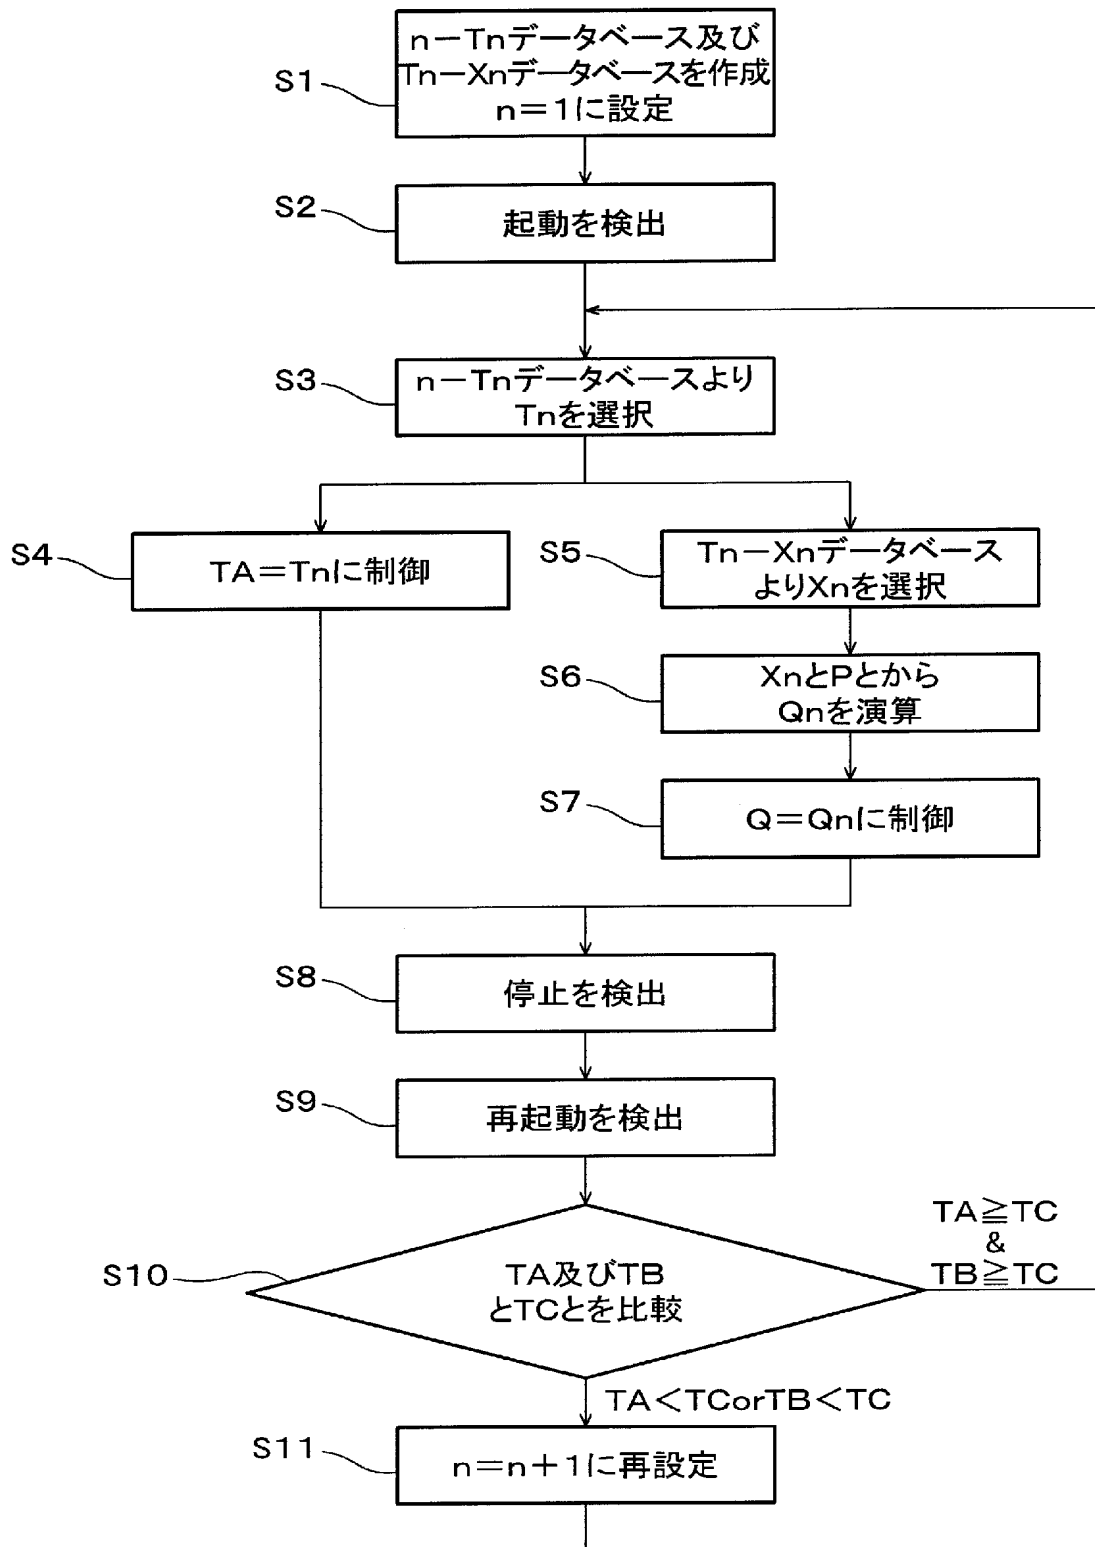 S1
n－Tnデータベース及び
Tn－Xnデータベースを作成
n＝1に設定
S2
起動を検出
S3
n－Tnデータベースより
Tnを選択
S4
TA＝Tnに制御
S5
Tn－Xnデータベース
よりXnを選択
S6
XnとPとから
Qnを演算
S7
Q＝Qnに制御
S8
停止を検出
S9
再起動を検出
S10
TA及びTB
とTCとを比較
TA≧TC
&
TB≧TC
TA＜TCorTB＜TC
S11
n＝n＋1に再設定